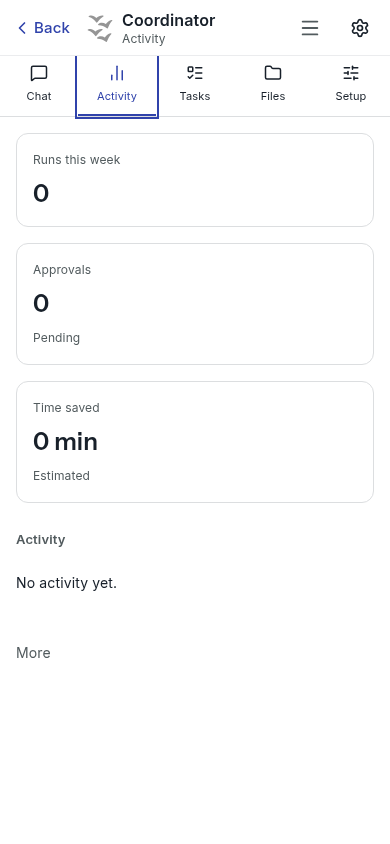 Back
Coordinator
Activity
Chat
Activity
Tasks
Files
Setup
Runs this week
0
Approvals
0
Pending
Time saved
0 min
Estimated
Activity
No activity yet.
More